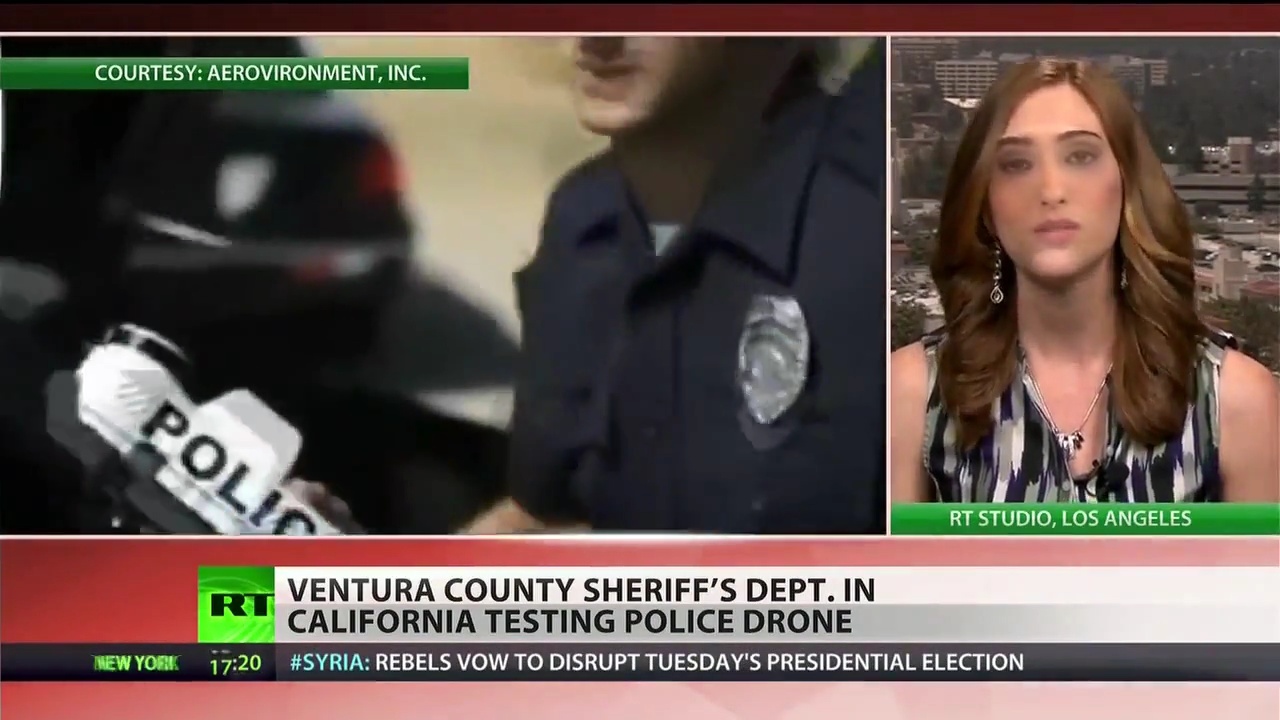 COURTESY: AEROVIRONMENT, INC.
POLIC
RT STUDIO, LOS ANGELES
RT
VENTURA COUNTY SHERIFF'S DEPT. IN
CALIFORNIA TESTING POLICE DRONE
NEW YORK 17:20 #SYRIA: REBELS VOW TO DISRUPT TUESDAY'S PRESIDENTIAL ELECTION